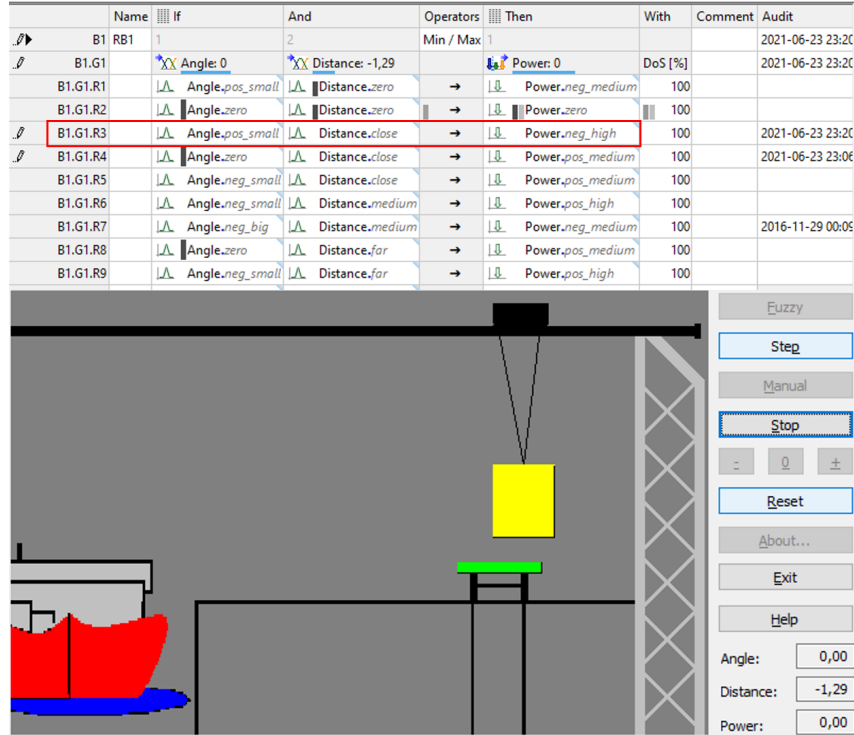 Name If And Operators Then With Comment Audit
B1 RB1 1 2 Min / Max 1 2021-06-23 23:20
B1.G1 Angle: 0 Distance: -1,29 Power: 0 DoS [%] 2021-06-23 23:20
B1.G1.R1 Angle.pos_small Distance.zero → Power.neg_medium 100
B1.G1.R2 Angle.zero Distance.zero → Power.zero 100
B1.G1.R3 Angle.pos_small Distance.close → Power.neg_high 100 2021-06-23 23:20
B1.G1.R4 Angle.zero Distance.close → Power.pos_medium 100 2021-06-23 23:06
B1.G1.R5 Angle.neg_small Distance.close → Power.pos_medium 100
B1.G1.R6 Angle.neg_small Distance.medium → Power.pos_high 100
B1.G1.R7 Angle.neg_big Distance.medium → Power.neg_medium 100 2016-11-29 00:09
B1.G1.R8 Angle.zero Distance.far → Power.pos_medium 100
B1.G1.R9 Angle.neg_small Distance.far → Power.pos_high 100
Fuzzy
Step
Manual
Stop
- 0 +
Reset
About...
Exit
Help
Angle: 0,00
Distance: -1,29
Power: 0,00